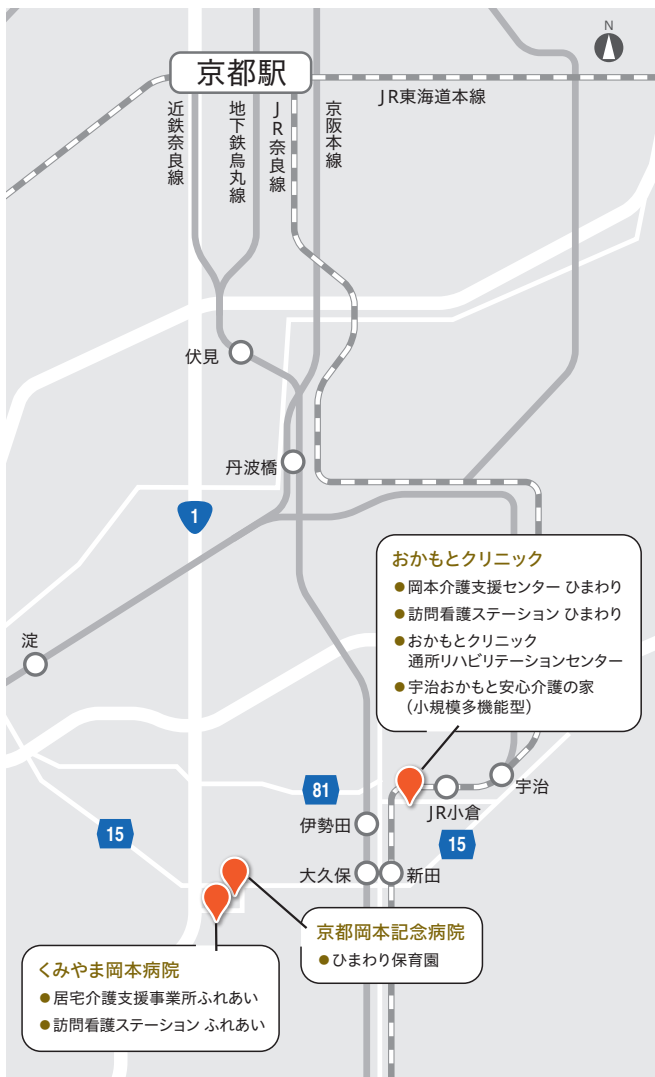 N
京都駅
JR東海道本線
近鉄奈良線
地下鉄烏丸線
JR奈良線
京阪本線
伏見
丹波橋
1
おかもとクリニック
●岡本介護支援センター ひまわり
●訪問看護ステーション ひまわり
●おかもとクリニック
通所リハビリテーションセンター
●宇治おかもと安心介護の家
(小規模多機能型)
淀
宇治
81
JR小倉
伊勢田
15
15
大久保
新田
京都岡本記念病院
●ひまわり保育園
くみやま岡本病院
●居宅介護支援事業所ふれあい
●訪問看護ステーション ふれあい